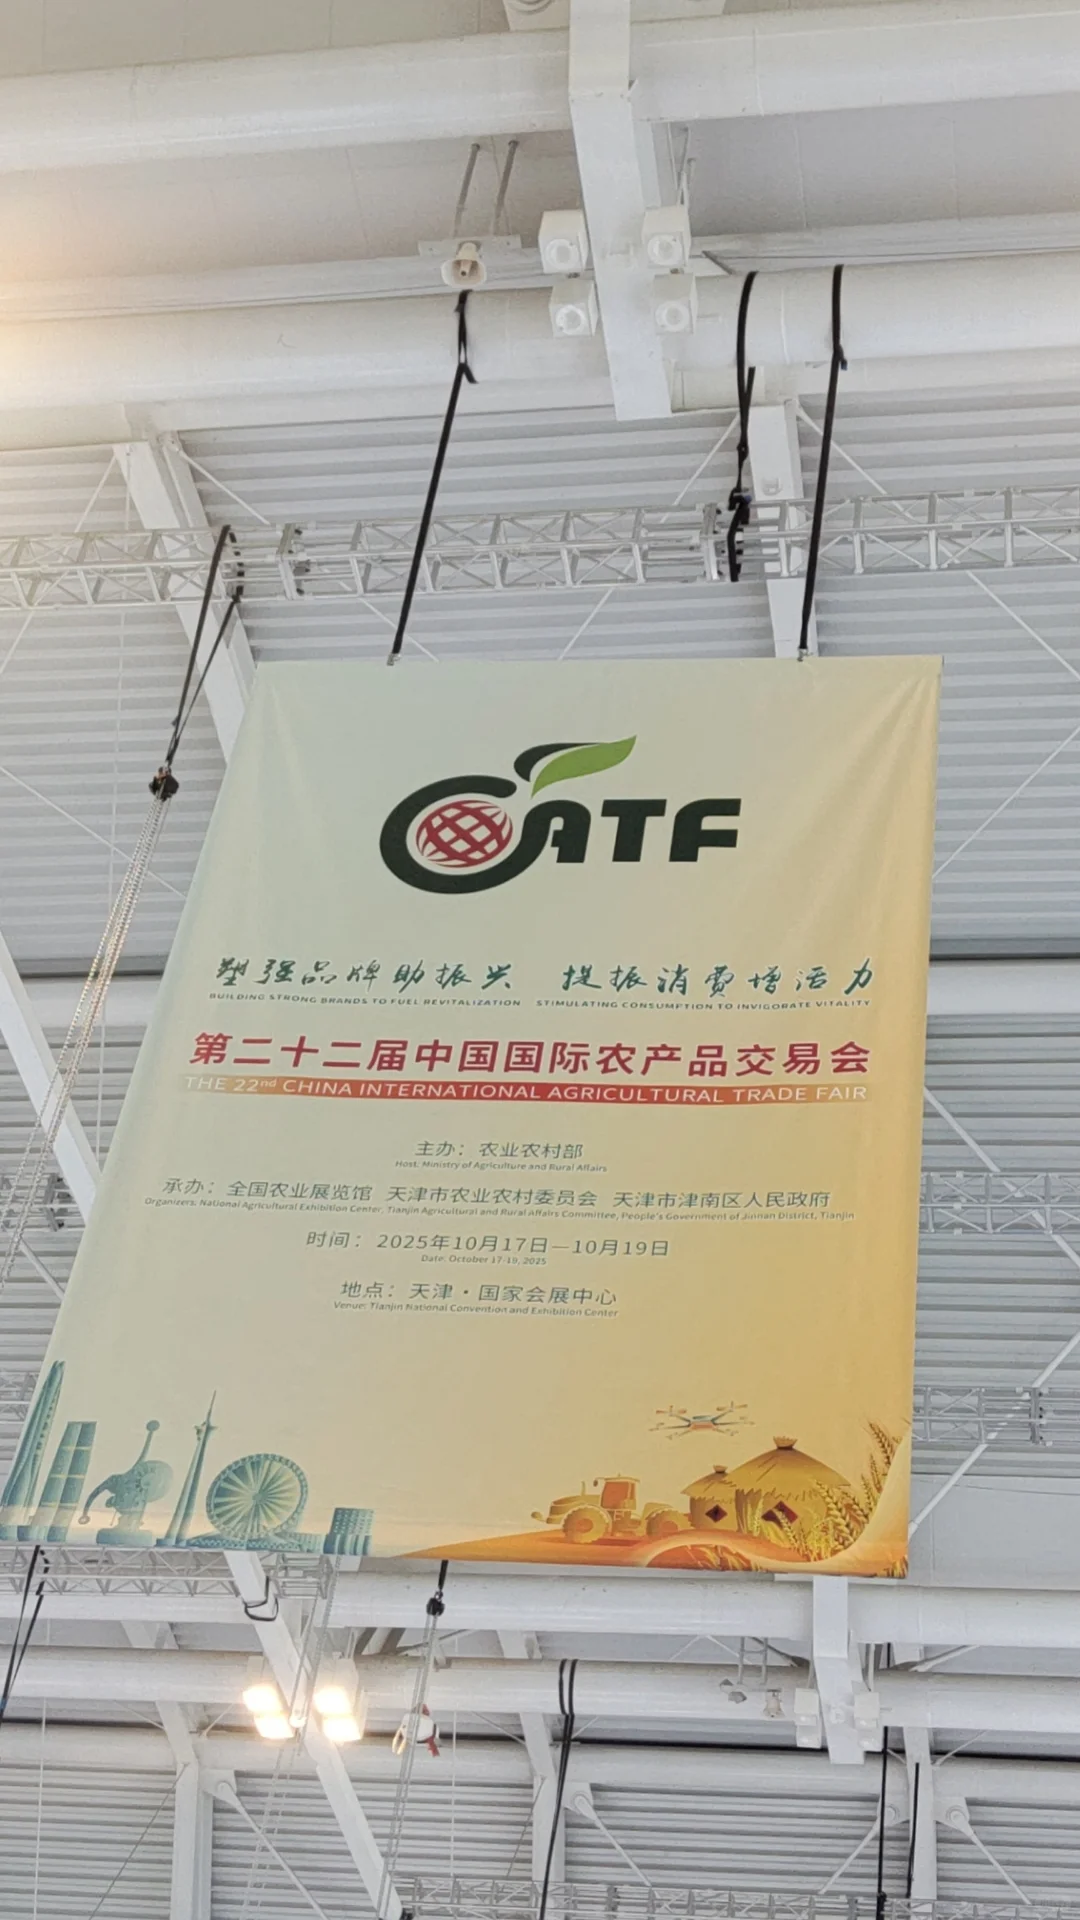 CATF
塑强品牌助振兴 提振消费增活力
BUILDING STRONG BRANDS TO FUEL REVITALIZATION STIMULATING CONSUMPTION TO INVIGORATE VITALITY
第二十二届中国国际农产品交易会
THE 22nd CHINA INTERNATIONAL AGRICULTURAL TRADE FAIR
主办：农业农村部
Host: Ministry of Agriculture and Rural Affairs
承办：全国农业展览馆 天津市农业农村委员会 天津市津南区人民政府
Organizers: National Agricultural Exhibition Center, Tianjin Agricultural and Rural Affairs Committee, People's Government of Jinnan District, Tianjin
时间：2025年10月17日—10月19日
Date: October 17-19, 2025
地点：天津·国家会展中心
Venue: Tianjin National Convention and Exhibition Center